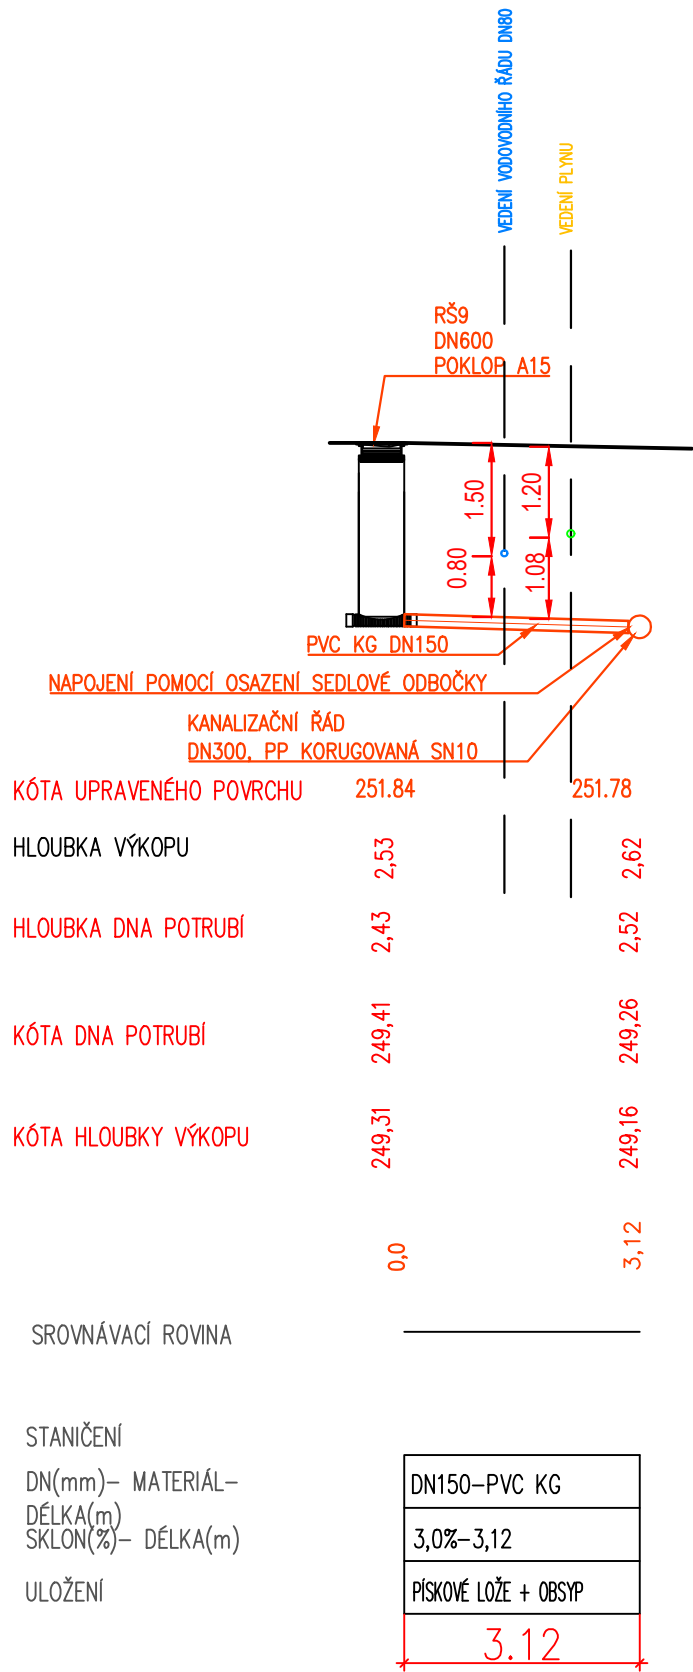 VEDENÍ VODOVODNÍHO ŘÁDU DN80
VEDENÍ PLYNU
RŠ9
DN600
POKLOP A15
1.50
1.20
0.80
1.08
PVC KG DN150
NAPOJENÍ POMOCÍ OSAZENÍ SEDLOVÉ ODBOČKY
KANALIZAČNÍ ŘÁD
DN300, PP KORUGOVANÁ SN10
KÓTA UPRAVENÉHO POVRCHU 251.84 251.78
HLOUBKA VÝKOPU 2,53 2,62
HLOUBKA DNA POTRUBÍ 2,43 2,52
KÓTA DNA POTRUBÍ 249,41 249,26
KÓTA HLOUBKY VÝKOPU 249,31 249,16
0,0 3,12
SROVNÁVACÍ ROVINA
STANIČENÍ
DN(mm)- MATERIÁL-
DÉLKA(m)
DN150-PVC KG
SKLON(%)- DÉLKA(m) 3,0%-3,12
ULOŽENÍ PÍSKOVÉ LOŽE + OBSYP
3.12